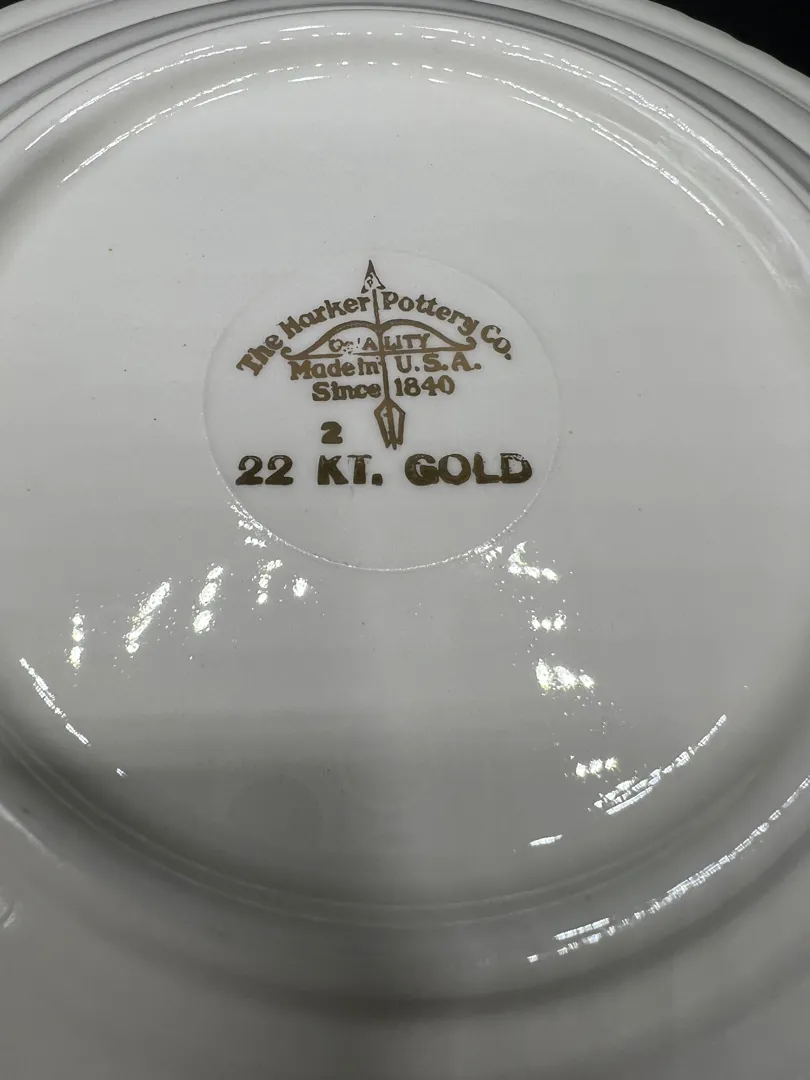 The Harker Pottery Co.
QUALITY
Made in U.S.A.
Since 1840
2
22 KT. GOLD